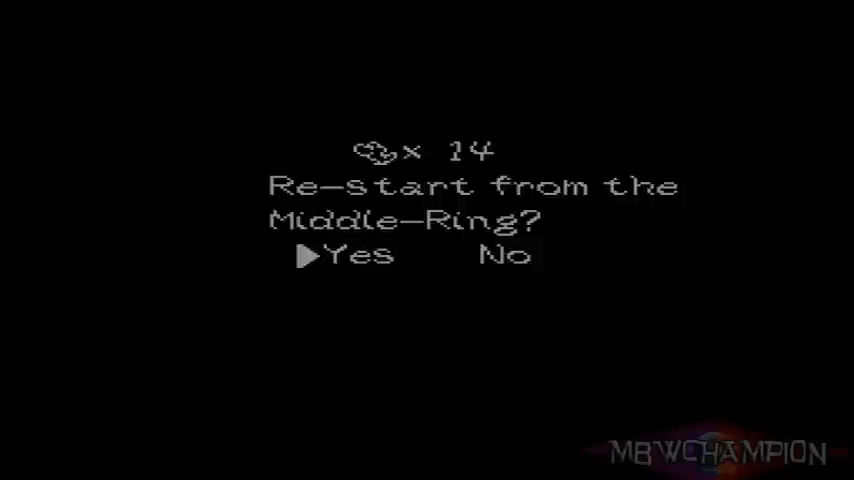 x 14
Re-start from the
Middle-Ring?
Yes No
MBWCHAMPION